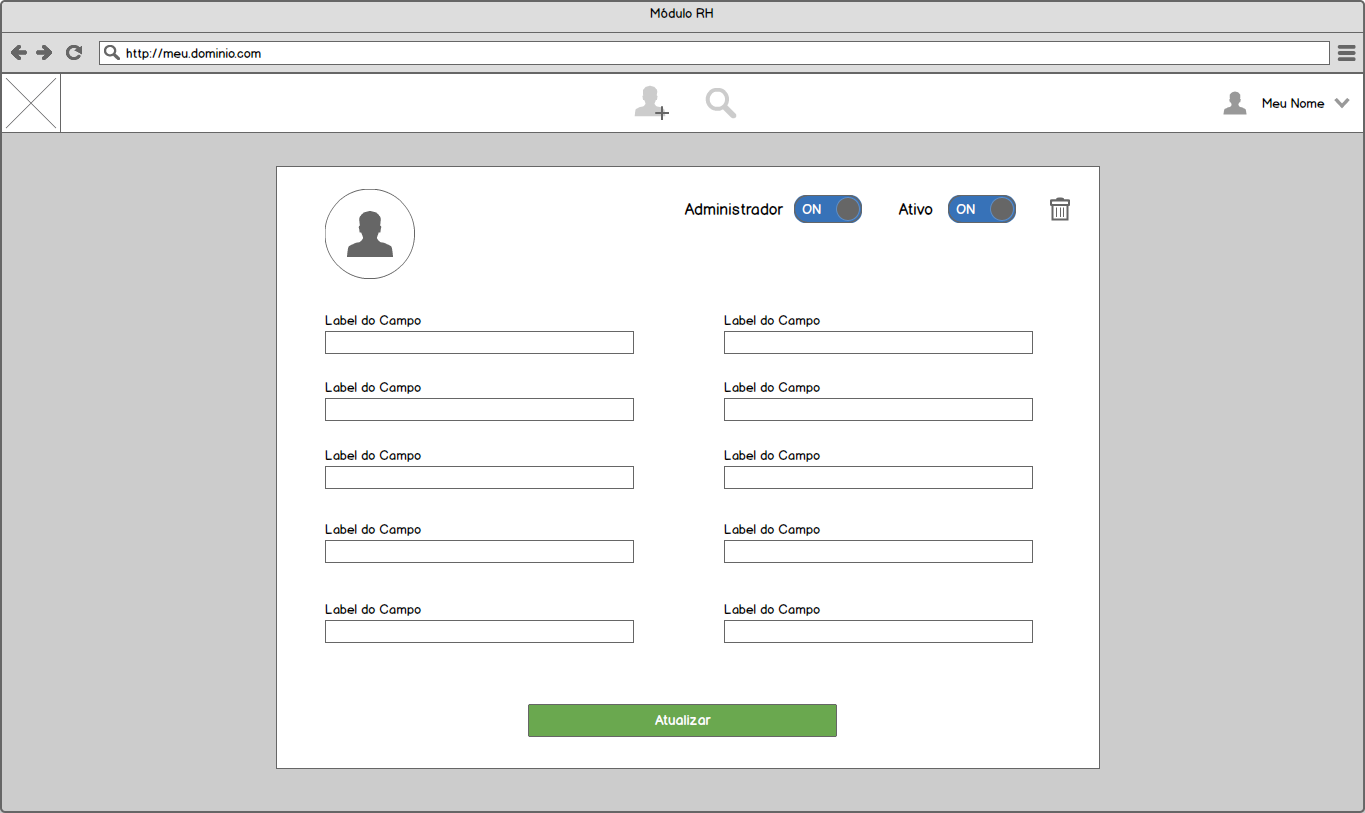 Módulo RH
http://meu.dominio.com
Meu Nome
Administrador ON Ativo ON
Label do Campo Label do Campo
Label do Campo Label do Campo
Label do Campo Label do Campo
Label do Campo Label do Campo
Label do Campo Label do Campo
Atualizar